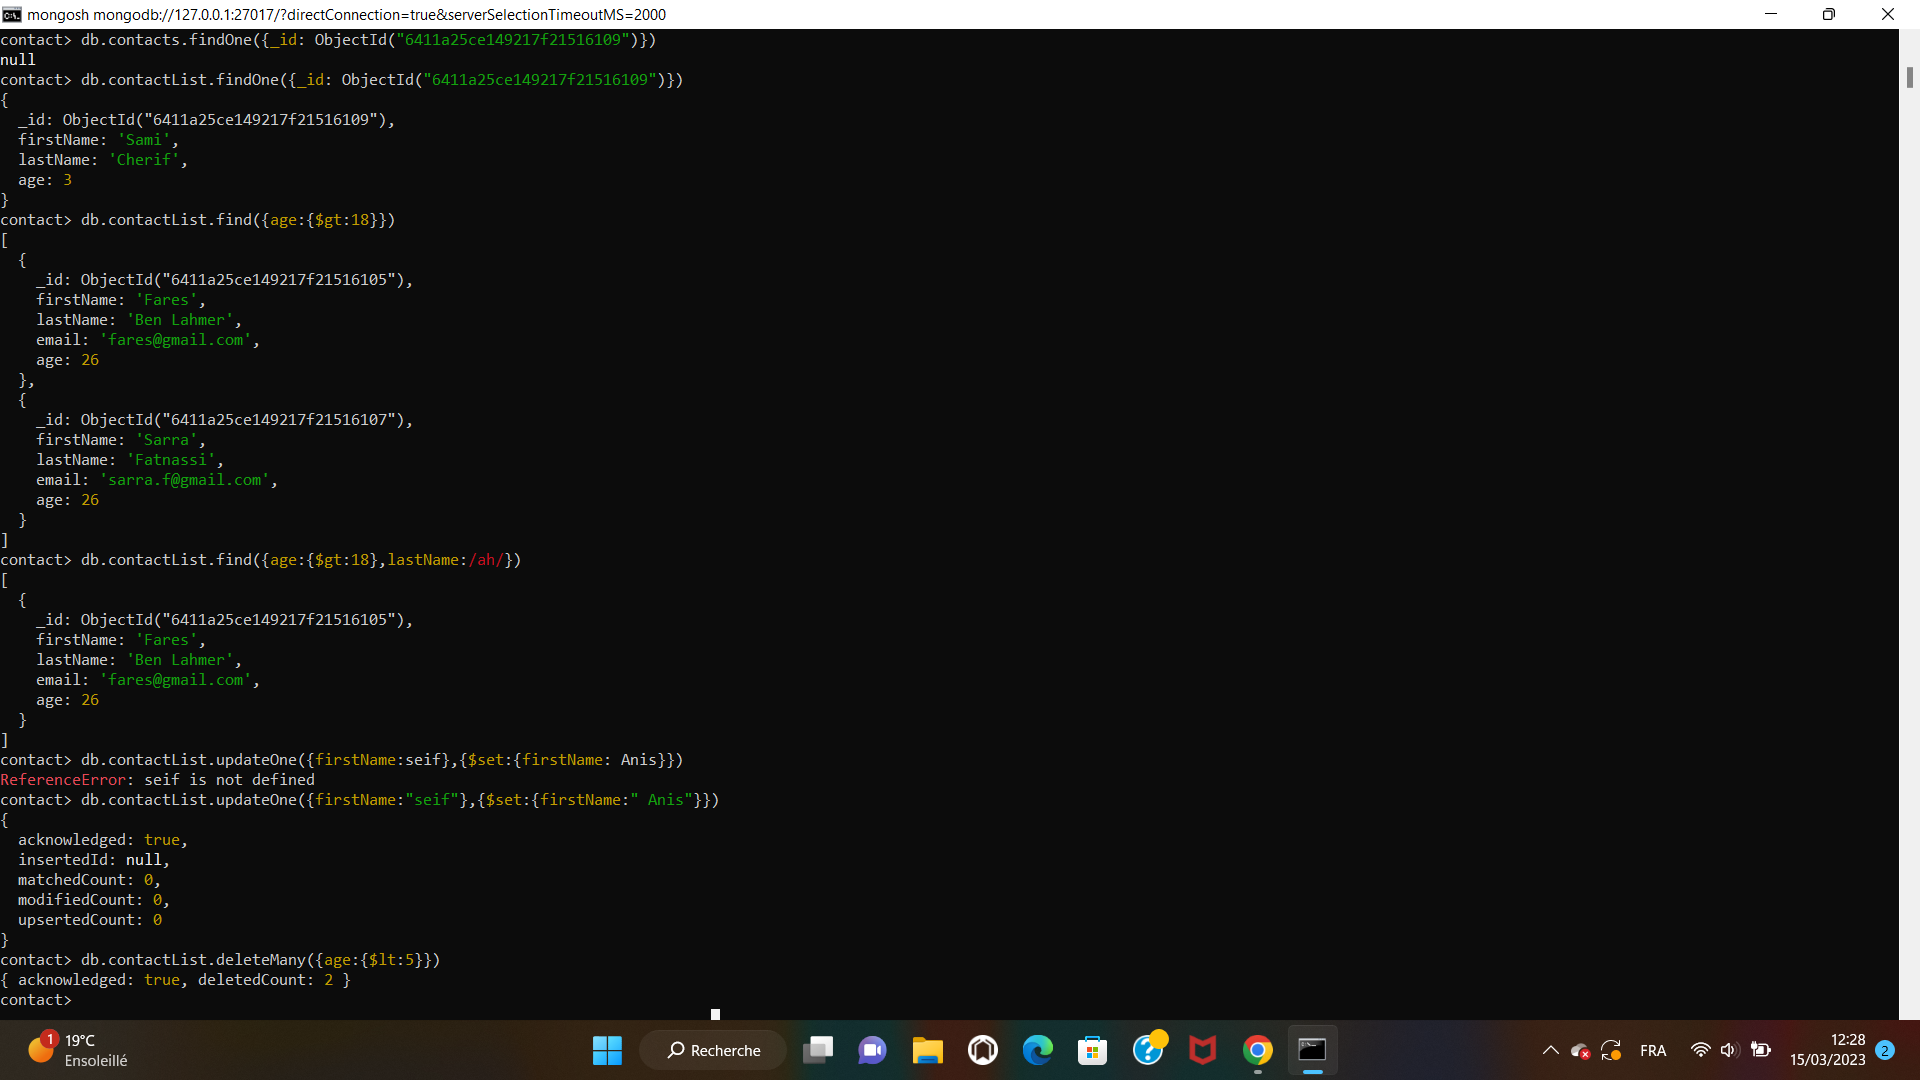 mongosh mongodb://127.0.0.1:27017/?directConnection=true&serverSelectionTimeoutMS=2000
contact> db.contacts.findOne({_id: ObjectId("6411a25ce149217f21516109")})
null
contact> db.contactList.findOne({_id: ObjectId("6411a25ce149217f21516109")})
{
  _id: ObjectId("6411a25ce149217f21516109"),
  firstName: 'Sami',
  lastName: 'Cherif',
  age: 3
}
contact> db.contactList.find({age:{$gt:18}})
[
  {
    _id: ObjectId("6411a25ce149217f21516105"),
    firstName: 'Fares',
    lastName: 'Ben Lahmer',
    email: 'fares@gmail.com',
    age: 26
  },
  {
    _id: ObjectId("6411a25ce149217f21516107"),
    firstName: 'Sarra',
    lastName: 'Fatnassi',
    email: 'sarra.f@gmail.com',
    age: 26
  }
]
contact> db.contactList.find({age:{$gt:18},lastName:/ah/})
[
  {
    _id: ObjectId("6411a25ce149217f21516105"),
    firstName: 'Fares',
    lastName: 'Ben Lahmer',
    email: 'fares@gmail.com',
    age: 26
  }
]
contact> db.contactList.updateOne({firstName:seif},{$set:{firstName: Anis}})
ReferenceError: seif is not defined
contact> db.contactList.updateOne({firstName:"seif"},{$set:{firstName:" Anis"}})
{
  acknowledged: true,
  insertedId: null,
  matchedCount: 0,
  modifiedCount: 0,
  upsertedCount: 0
}
contact> db.contactList.deleteMany({age:{$lt:5}})
{ acknowledged: true, deletedCount: 2 }
contact>
1
19°C
Ensoleillé
Recherche
FRA
12:28
15/03/2023
2